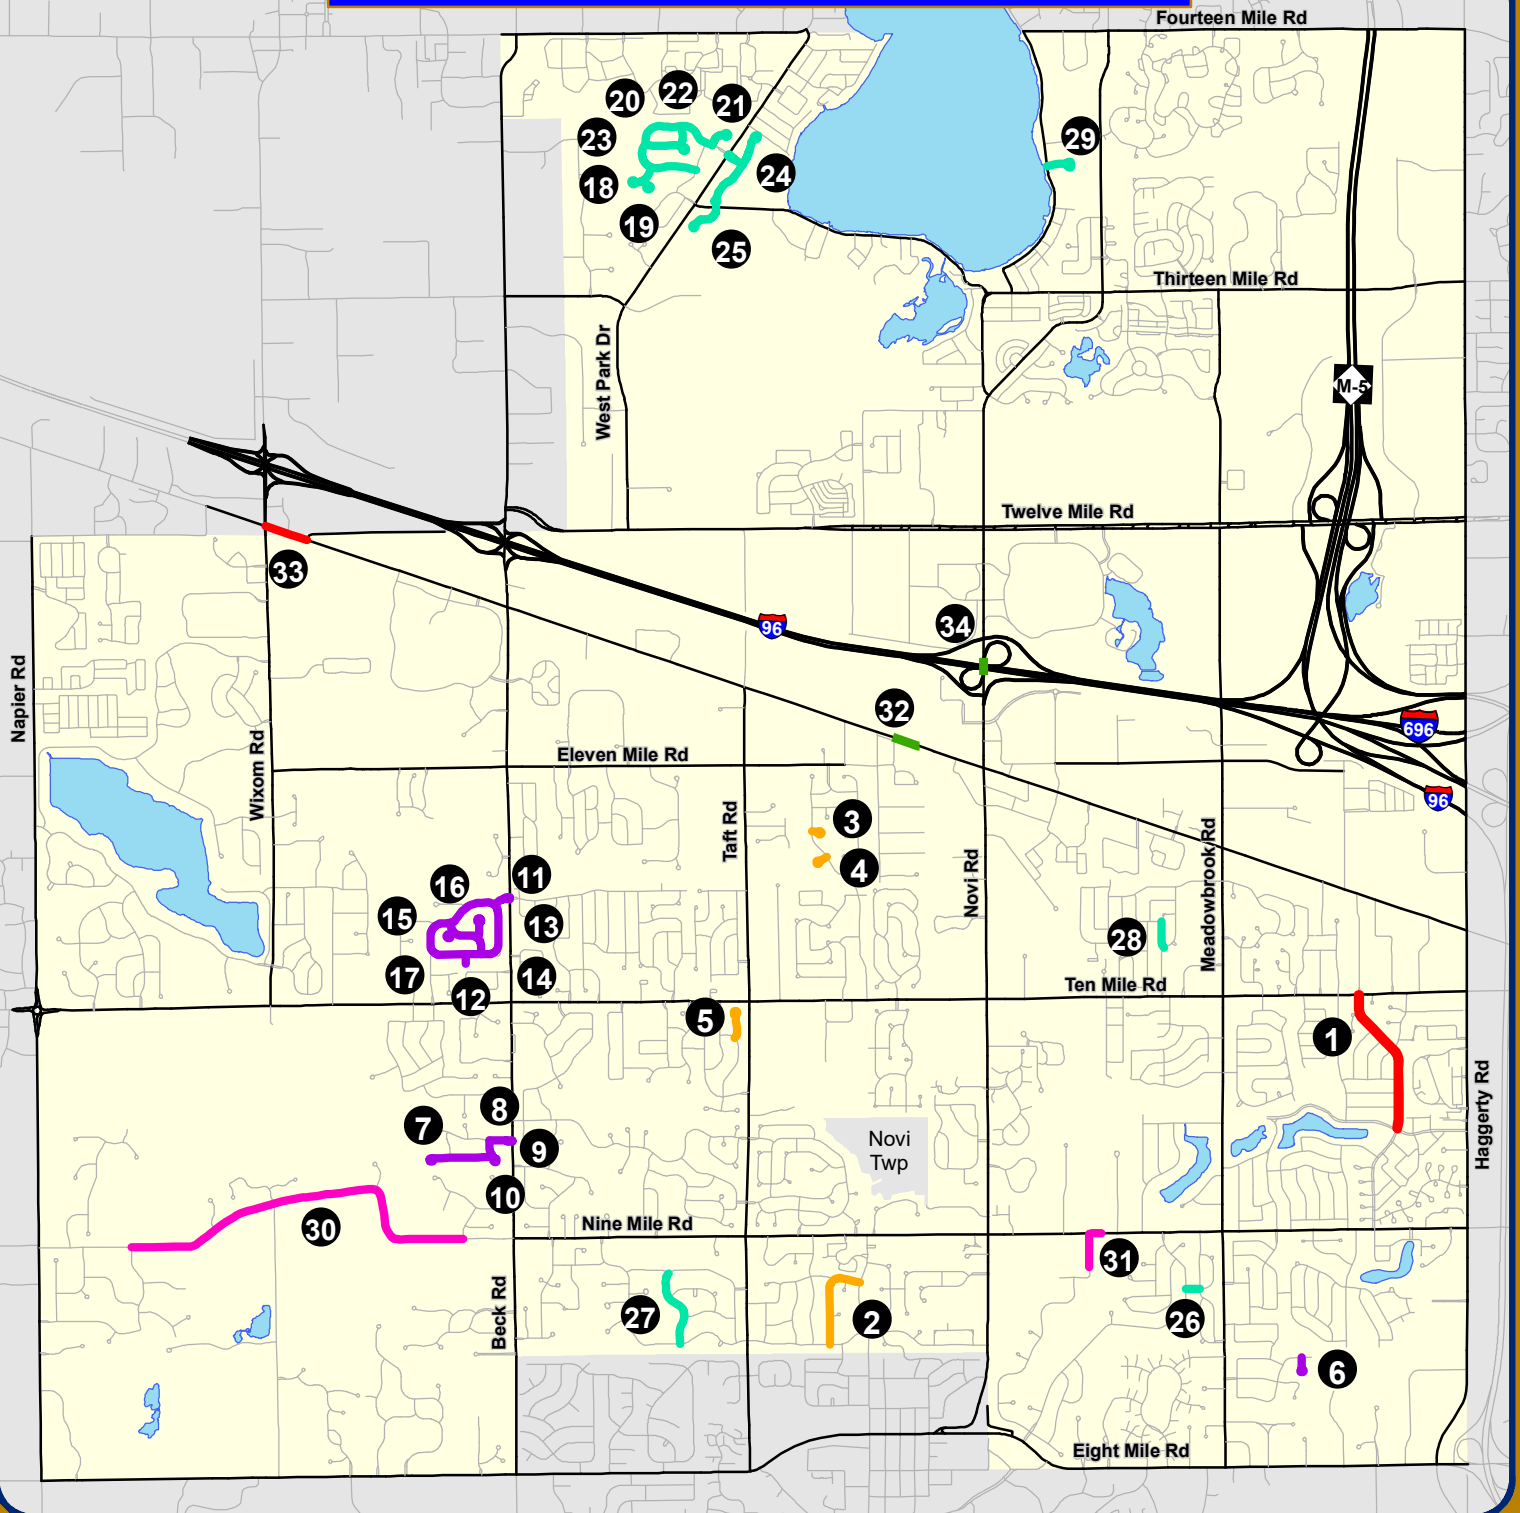 Fourteen Mile Rd
22
20
21
23
29
24
18
19
25
Thirteen Mile Rd
West Park Dr
M-5
Twelve Mile Rd
33
96
34
Napier Rd
32
696
Wixom Rd
Eleven Mile Rd
96
Taft Rd
3
Meadowbrook Rd
4
Novi Rd
11
16
15
13
28
17
14
12
Ten Mile Rd
5
1
8
7
9
Novi
Twp
Haggerty Rd
10
30
Nine Mile Rd
31
Beck Rd
27
2
26
6
Eight Mile Rd